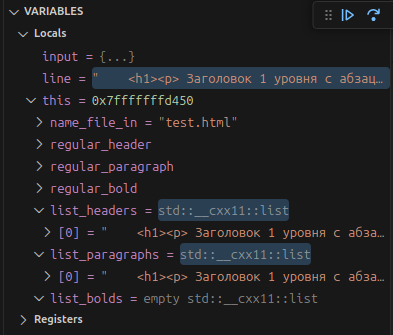 VARIABLES
Locals
input = {...}
line = "    <h1><p> Заголовок 1 уровня с абзац…
this = 0x7fffffffd450
name_file_in = "test.html"
regular_header
regular_paragraph
regular_bold
list_headers = std::__cxx11::list
[0] = "    <h1><p> Заголовок 1 уровня с абза…
list_paragraphs = std::__cxx11::list
[0] = "    <h1><p> Заголовок 1 уровня с абза…
list_bolds = empty std::__cxx11::list
Registers